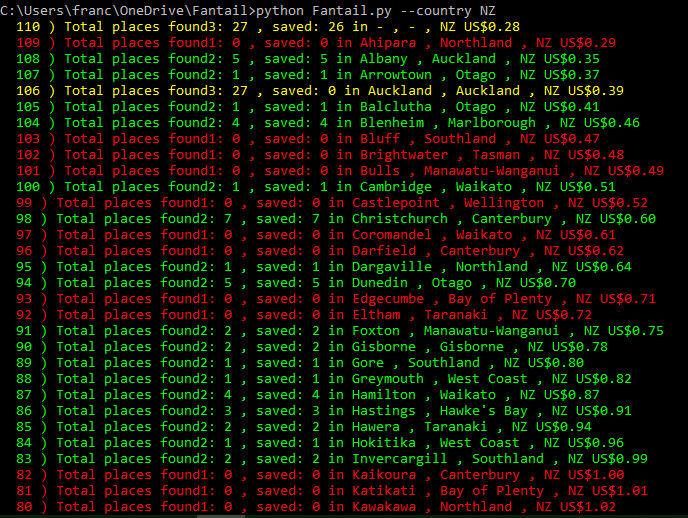 C:\Users\franc\OneDrive\Fantail>python Fantail.py --country NZ
110 ) Total places found3: 27 , saved: 26 in - , - , NZ US$0.28
109 ) Total places found1: 0 , saved: 0 in Ahipara , Northland , NZ US$0.29
108 ) Total places found2: 5 , saved: 5 in Albany , Auckland , NZ US$0.35
107 ) Total places found2: 1 , saved: 1 in Arrowtown , Otago , NZ US$0.37
106 ) Total places found3: 27 , saved: 0 in Auckland , Auckland , NZ US$0.39
105 ) Total places found2: 1 , saved: 1 in Balclutha , Otago , NZ US$0.41
104 ) Total places found2: 4 , saved: 4 in Blenheim , Marlborough , NZ US$0.46
103 ) Total places found1: 0 , saved: 0 in Bluff , Southland , NZ US$0.47
102 ) Total places found1: 0 , saved: 0 in Brightwater , Tasman , NZ US$0.48
101 ) Total places found1: 0 , saved: 0 in Bulls , Manawatu-Wanganui , NZ US$0.49
100 ) Total places found2: 1 , saved: 1 in Cambridge , Waikato , NZ US$0.51
99 ) Total places found1: 0 , saved: 0 in Castlepoint , Wellington , NZ US$0.52
98 ) Total places found2: 7 , saved: 7 in Christchurch , Canterbury , NZ US$0.60
97 ) Total places found1: 0 , saved: 0 in Coromandel , Waikato , NZ US$0.61
96 ) Total places found1: 0 , saved: 0 in Darfield , Canterbury , NZ US$0.62
95 ) Total places found2: 1 , saved: 1 in Dargaville , Northland , NZ US$0.64
94 ) Total places found2: 5 , saved: 5 in Dunedin , Otago , NZ US$0.70
93 ) Total places found1: 0 , saved: 0 in Edgecumbe , Bay of Plenty , NZ US$0.71
92 ) Total places found1: 0 , saved: 0 in Eltham , Taranaki , NZ US$0.72
91 ) Total places found2: 2 , saved: 2 in Foxton , Manawatu-Wanganui , NZ US$0.75
90 ) Total places found2: 2 , saved: 2 in Gisborne , Gisborne , NZ US$0.78
89 ) Total places found2: 1 , saved: 1 in Gore , Southland , NZ US$0.80
88 ) Total places found2: 1 , saved: 1 in Greymouth , West Coast , NZ US$0.82
87 ) Total places found2: 4 , saved: 4 in Hamilton , Waikato , NZ US$0.87
86 ) Total places found2: 3 , saved: 3 in Hastings , Hawke's Bay , NZ US$0.91
85 ) Total places found2: 2 , saved: 2 in Hawera , Taranaki , NZ US$0.94
84 ) Total places found2: 1 , saved: 1 in Hokitika , West Coast , NZ US$0.96
83 ) Total places found2: 2 , saved: 2 in Invercargill , Southland , NZ US$0.99
82 ) Total places found1: 0 , saved: 0 in Kaikoura , Canterbury , NZ US$1.00
81 ) Total places found1: 0 , saved: 0 in Katikati , Bay of Plenty , NZ US$1.01
80 ) Total places found1: 0 , saved: 0 in Kawakawa , Northland , NZ US$1.02